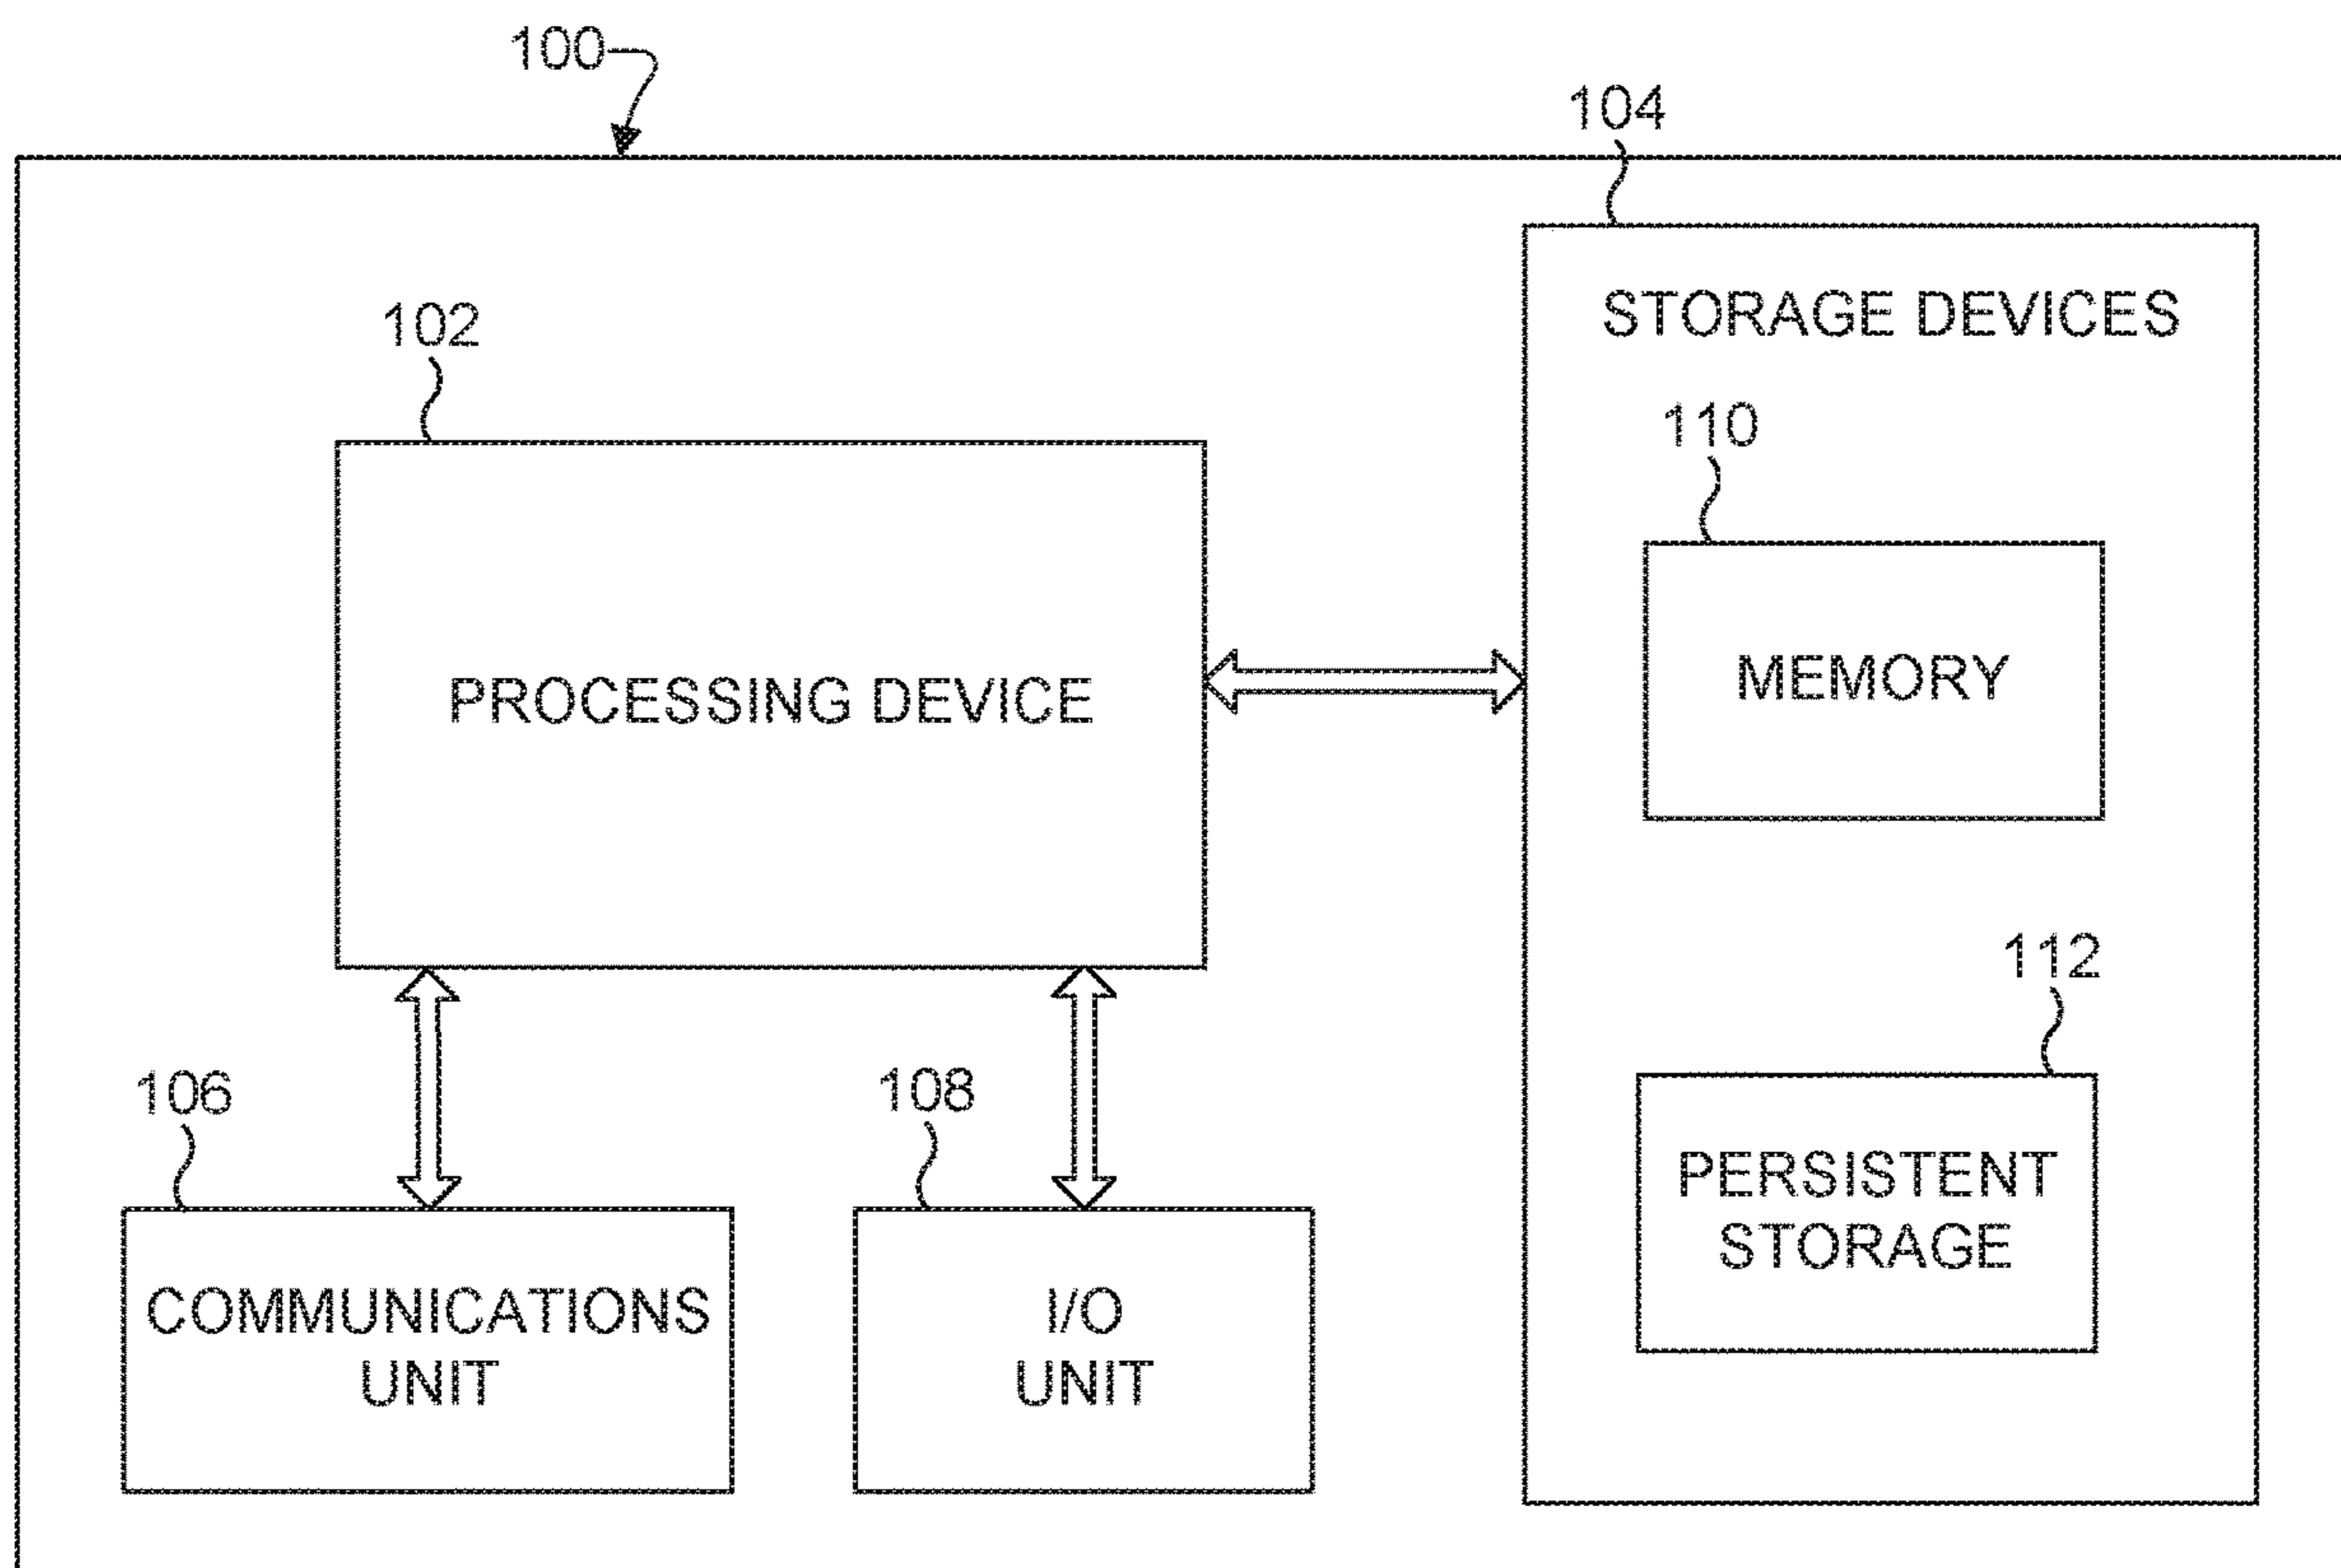 100
104
STORAGE DEVICES
102
110
PROCESSING DEVICE
MEMORY
112
106
108
PERSISTENT
STORAGE
COMMUNICATIONS
UNIT
I/O
UNIT